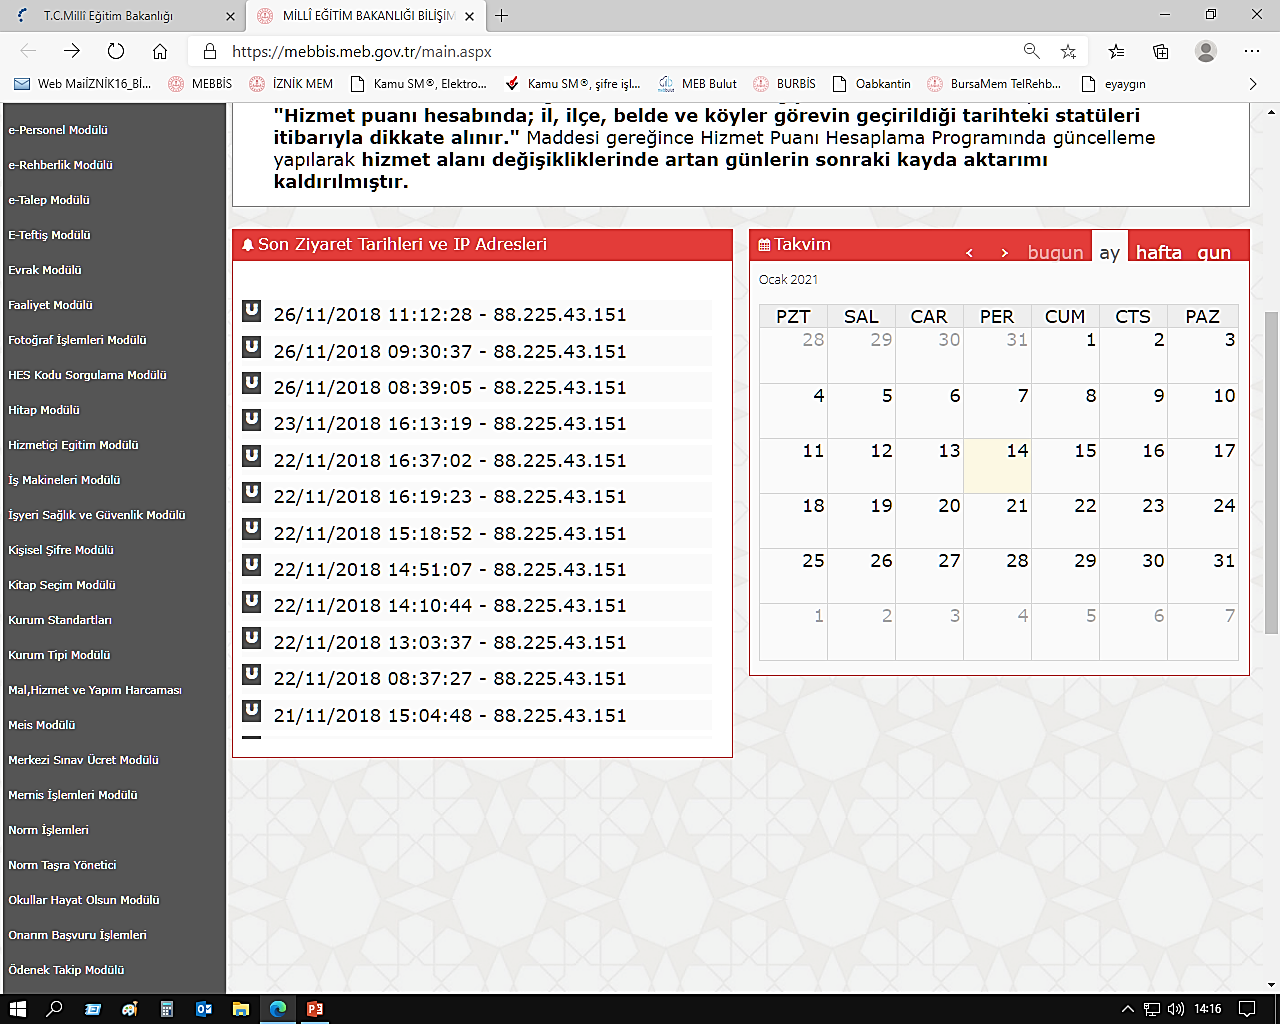 T.C.Millî Eğitim Bakanlığı
MİLLÎ EĞİTİM BAKANLIĞI BİLİŞİM
https://mebbis.meb.gov.tr/main.aspx
Web MailİZNİK16_Bİ...
MEBBİS
İZNİK MEM
Kamu SM®, Elektro...
Kamu SM®, şifre işl...
MEB Bulut
BURBİS
Oabkantin
BursaMem TelRehb...
eyaygın
e-Personel Modülü
e-Rehberlik Modülü
e-Talep Modülü
E-Teftiş Modülü
Evrak Modülü
Faaliyet Modülü
Fotoğraf İşlemleri Modülü
HES Kodu Sorgulama Modülü
Hitap Modülü
Hizmetiçi Egitim Modülü
İş Makineleri Modülü
İşyeri Sağlık ve Güvenlik Modülü
Kişisel Şifre Modülü
Kitap Seçim Modülü
Kurum Standartları
Kurum Tipi Modülü
Mal,Hizmet ve Yapım Harcaması
Meis Modülü
Merkezi Sınav Ücret Modülü
Mernis İşlemleri Modülü
Norm İşlemleri
Norm Taşra Yönetici
Okullar Hayat Olsun Modülü
Onarım Başvuru İşlemleri
Ödenek Takip Modülü
"Hizmet puanı hesabında; il, ilçe, belde ve köyler görevin geçirildiği tarihteki statüleri
itibarıyla dikkate alınır." Maddesi gereğince Hizmet Puanı Hesaplama Programında güncelleme
yapılarak hizmet alanı değişikliklerinde artan günlerin sonraki kayda aktarımı
kaldırılmıştır.
Son Ziyaret Tarihleri ve IP Adresleri
26/11/2018 11:12:28 - 88.225.43.151
26/11/2018 09:30:37 - 88.225.43.151
26/11/2018 08:39:05 - 88.225.43.151
23/11/2018 16:13:19 - 88.225.43.151
22/11/2018 16:37:02 - 88.225.43.151
22/11/2018 16:19:23 - 88.225.43.151
22/11/2018 15:18:52 - 88.225.43.151
22/11/2018 14:51:07 - 88.225.43.151
22/11/2018 14:10:44 - 88.225.43.151
22/11/2018 13:03:37 - 88.225.43.151
22/11/2018 08:37:27 - 88.225.43.151
21/11/2018 15:04:48 - 88.225.43.151
Takvim
< > bugun ay hafta gun
Ocak 2021
PZT SAL CAR PER CUM CTS PAZ
28 29 30 31 1 2 3
4 5 6 7 8 9 10
11 12 13 14 15 16 17
18 19 20 21 22 23 24
25 26 27 28 29 30 31
1 2 3 4 5 6 7
14:16